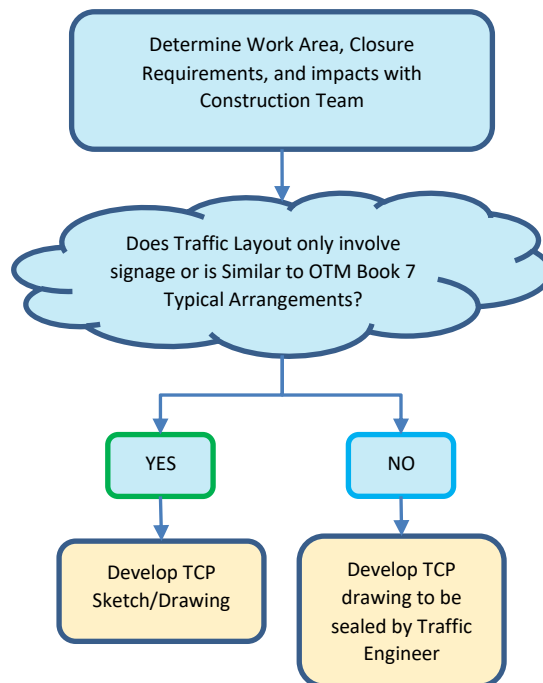 Determine Work Area, Closure
Requirements, and impacts with
Construction Team
Does Traffic Layout only involve
signage or is Similar to OTM Book 7
Typical Arrangements?
YES
NO
Develop TCP
Sketch/Drawing
Develop TCP
drawing to be
sealed by Traffic
Engineer